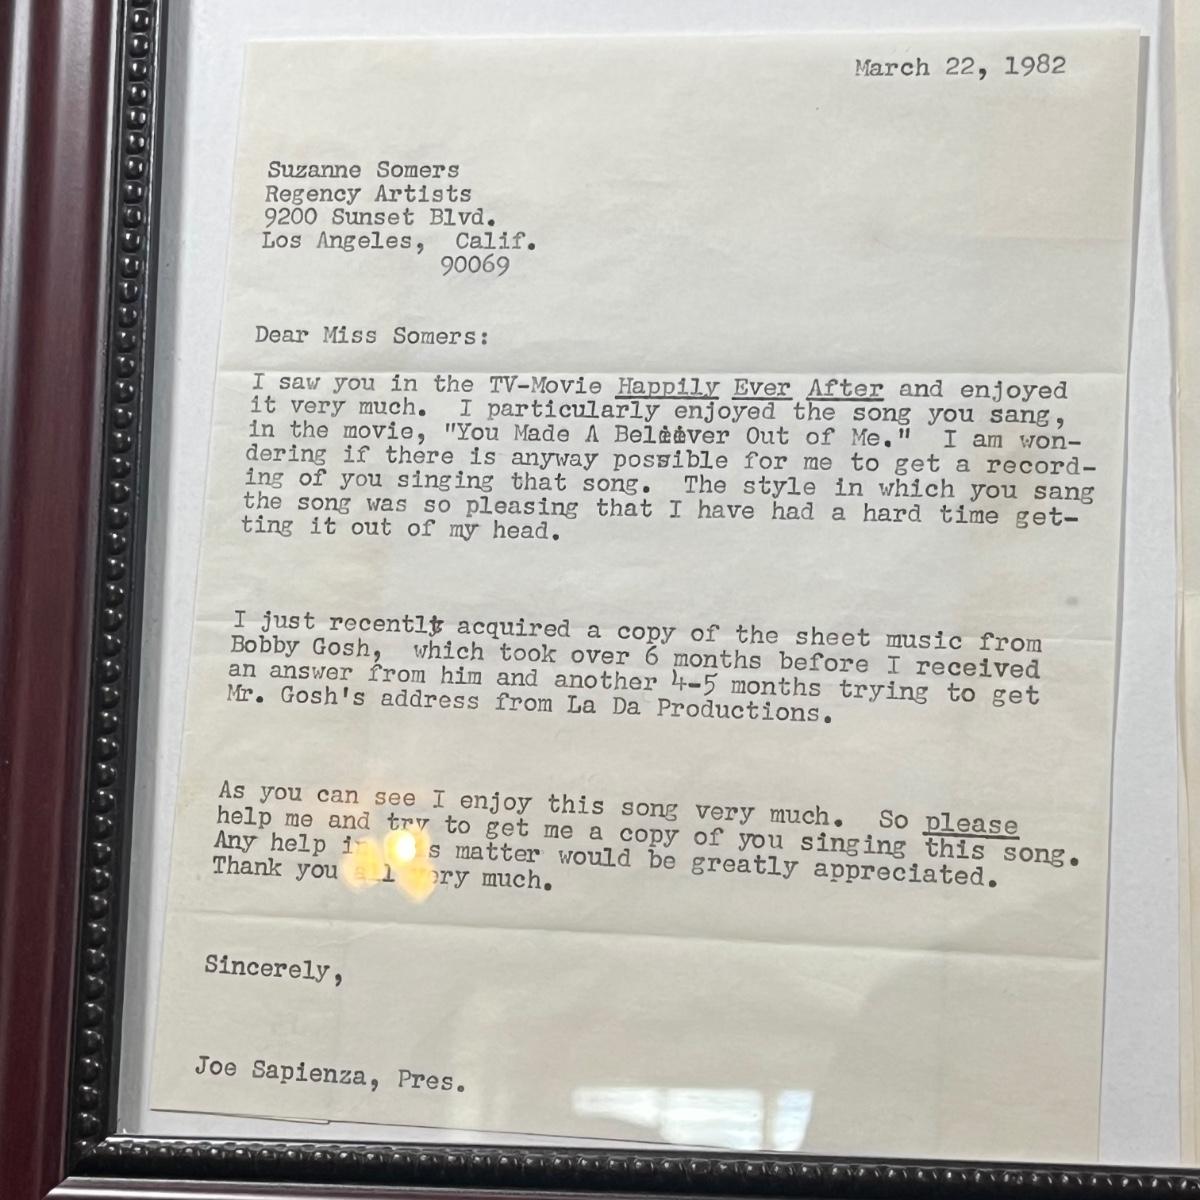 March 22, 1982
Suzanne Somers
Regency Artists
9200 Sunset Blvd.
Los Angeles, Calif.
90069
Dear Miss Somers:
I saw you in the TV-Movie Happily Ever After and enjoyed
it very much. I particularly enjoyed the song you sang,
in the movie, "You Made A Believer Out of Me." I am won-
dering if there is anyway possible for me to get a record-
ing of you singing that song. The style in which you sang
the song was so pleasing that I have had a hard time get-
ting it out of my head.
I just recently acquired a copy of the sheet music from
Bobby Gosh, which took over 6 months before I received
an answer from him and another 4-5 months trying to get
Mr. Gosh's address from La Da Productions.
As you can see I enjoy this song very much. So please
help me and try to get me a copy of you singing this song.
Any help matter would be greatly appreciated.
Thank you all very much.
Sincerely,
Joe Sapienza, Pres.